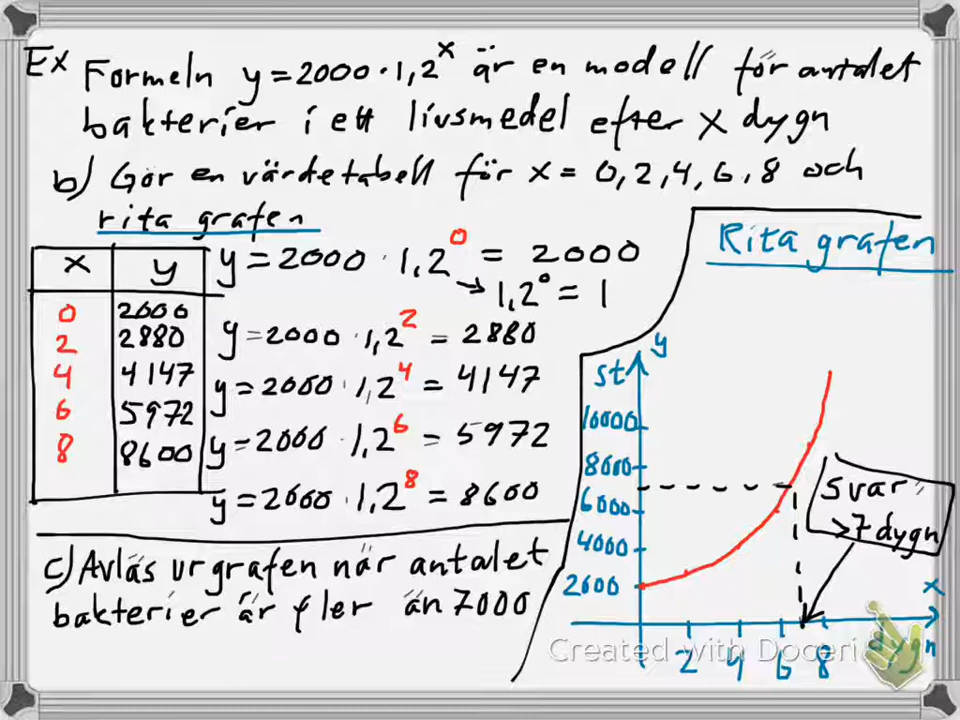 Ex Formeln y = 2000 · 1,2^x är en modell för antalet
bakterier i ett livsmedel efter x dygn
b) Gör en värdetabell för x = 0, 2, 4, 6, 8 och
rita grafen
x y
0 2000
2 2880
4 4147
6 5972
8 8600
y = 2000 · 1,2^0 = 2000
→ 1,2^0 = 1
y = 2000 · 1,2^2 = 2880
y = 2000 · 1,2^4 = 4147
y = 2000 · 1,2^6 = 5972
y = 2000 · 1,2^8 = 8600
c) Avläs ur grafen när antalet
bakterier är fler än 7000
Rita grafen
y
st
10000
8000
6000
4000
2000
Svar:
>7 dygn
x
2 4 6 8
dygn
Created with Doceri